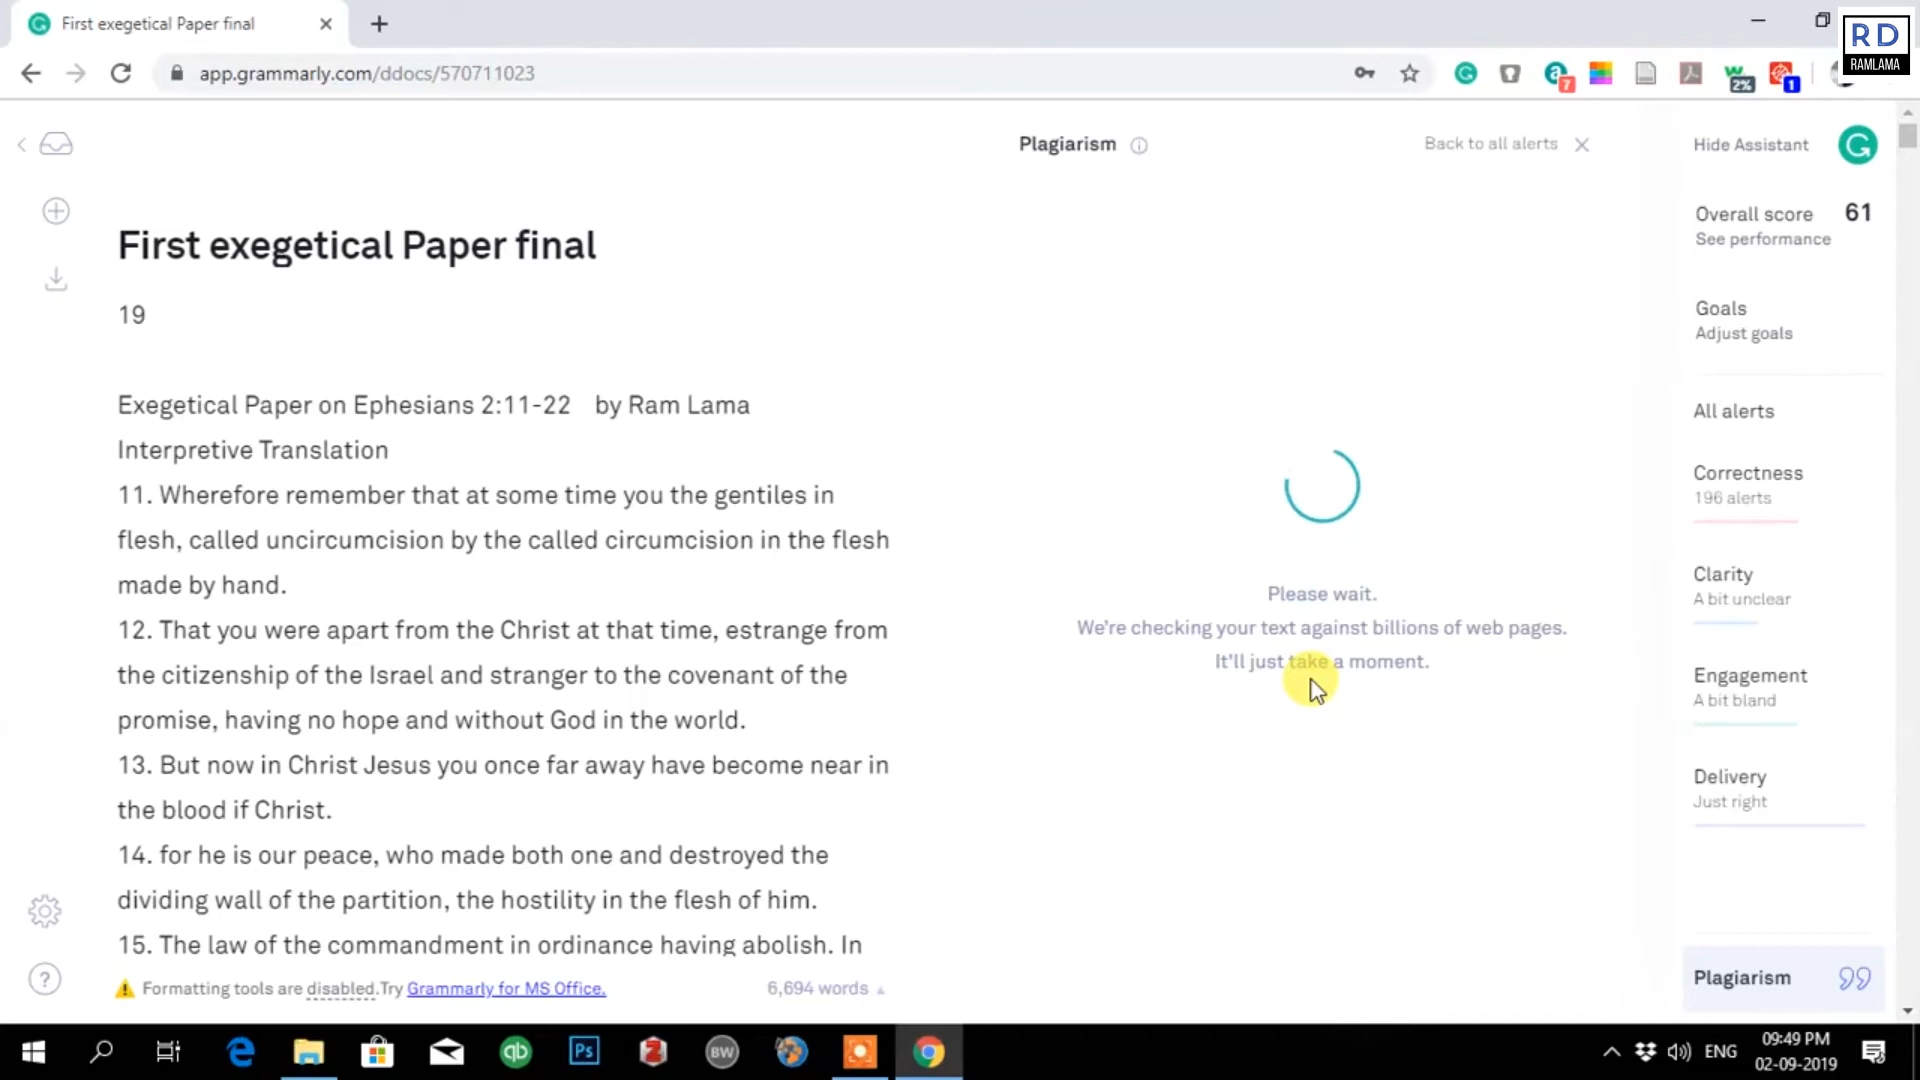 First exegetical Paper final
RD
RAMLAMA
app.grammarly.com/ddocs/570711023
7
2%
1
Plagiarism
Back to all alerts
Hide Assistant
Overall score 61
See performance
First exegetical Paper final
19
Goals
Adjust goals
Exegetical Paper on Ephesians 2:11-22 by Ram Lama
Interpretive Translation
11. Wherefore remember that at some time you the gentiles in
flesh, called uncircumcision by the called circumcision in the flesh
made by hand.
12. That you were apart from the Christ at that time, estrange from
the citizenship of the Israel and stranger to the covenant of the
promise, having no hope and without God in the world.
13. But now in Christ Jesus you once far away have become near in
the blood if Christ.
14. for he is our peace, who made both one and destroyed the
dividing wall of the partition, the hostility in the flesh of him.
15. The law of the commandment in ordinance having abolish. In
Please wait.
We're checking your text against billions of web pages.
It'll just take a moment.
All alerts
Correctness
196 alerts
Clarity
A bit unclear
Engagement
A bit bland
Delivery
Just right
Plagiarism
Formatting tools are disabled.Try Grammarly for MS Office.
6,694 words
qb
Ps
BW
ENG
09:49 PM
02-09-2019